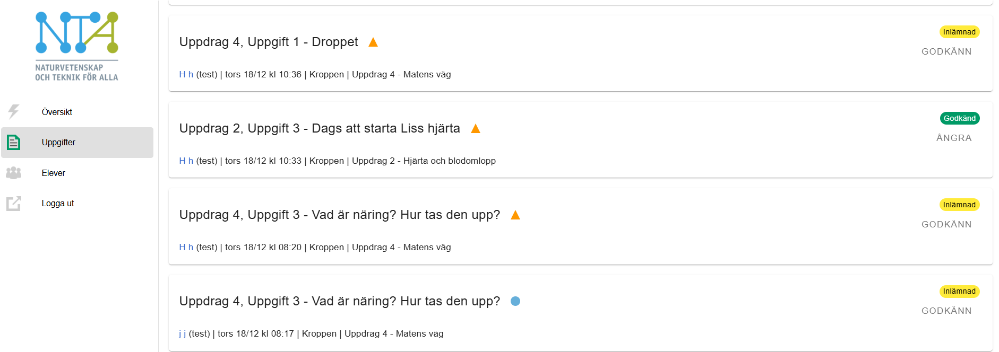 NTA
NATURVETENSKAP
OCH TEKNIK FÖR ALLA
Översikt
Uppgifter
Elever
Logga ut
Uppdrag 4, Uppgift 1 - Droppet
Inlämnad
GODKÄNN
H h (test) | tors 18/12 kl 10:36 | Kroppen | Uppdrag 4 - Matens väg
Uppdrag 2, Uppgift 3 - Dags att starta Liss hjärta
Godkänd
ÅNGRA
H h (test) | tors 18/12 kl 10:33 | Kroppen | Uppdrag 2 - Hjärta och blodomlopp
Uppdrag 4, Uppgift 3 - Vad är näring? Hur tas den upp?
Inlämnad
GODKÄNN
H h (test) | tors 18/12 kl 08:20 | Kroppen | Uppdrag 4 - Matens väg
Uppdrag 4, Uppgift 3 - Vad är näring? Hur tas den upp?
Inlämnad
GODKÄNN
j j (test) | tors 18/12 kl 08:17 | Kroppen | Uppdrag 4 - Matens väg